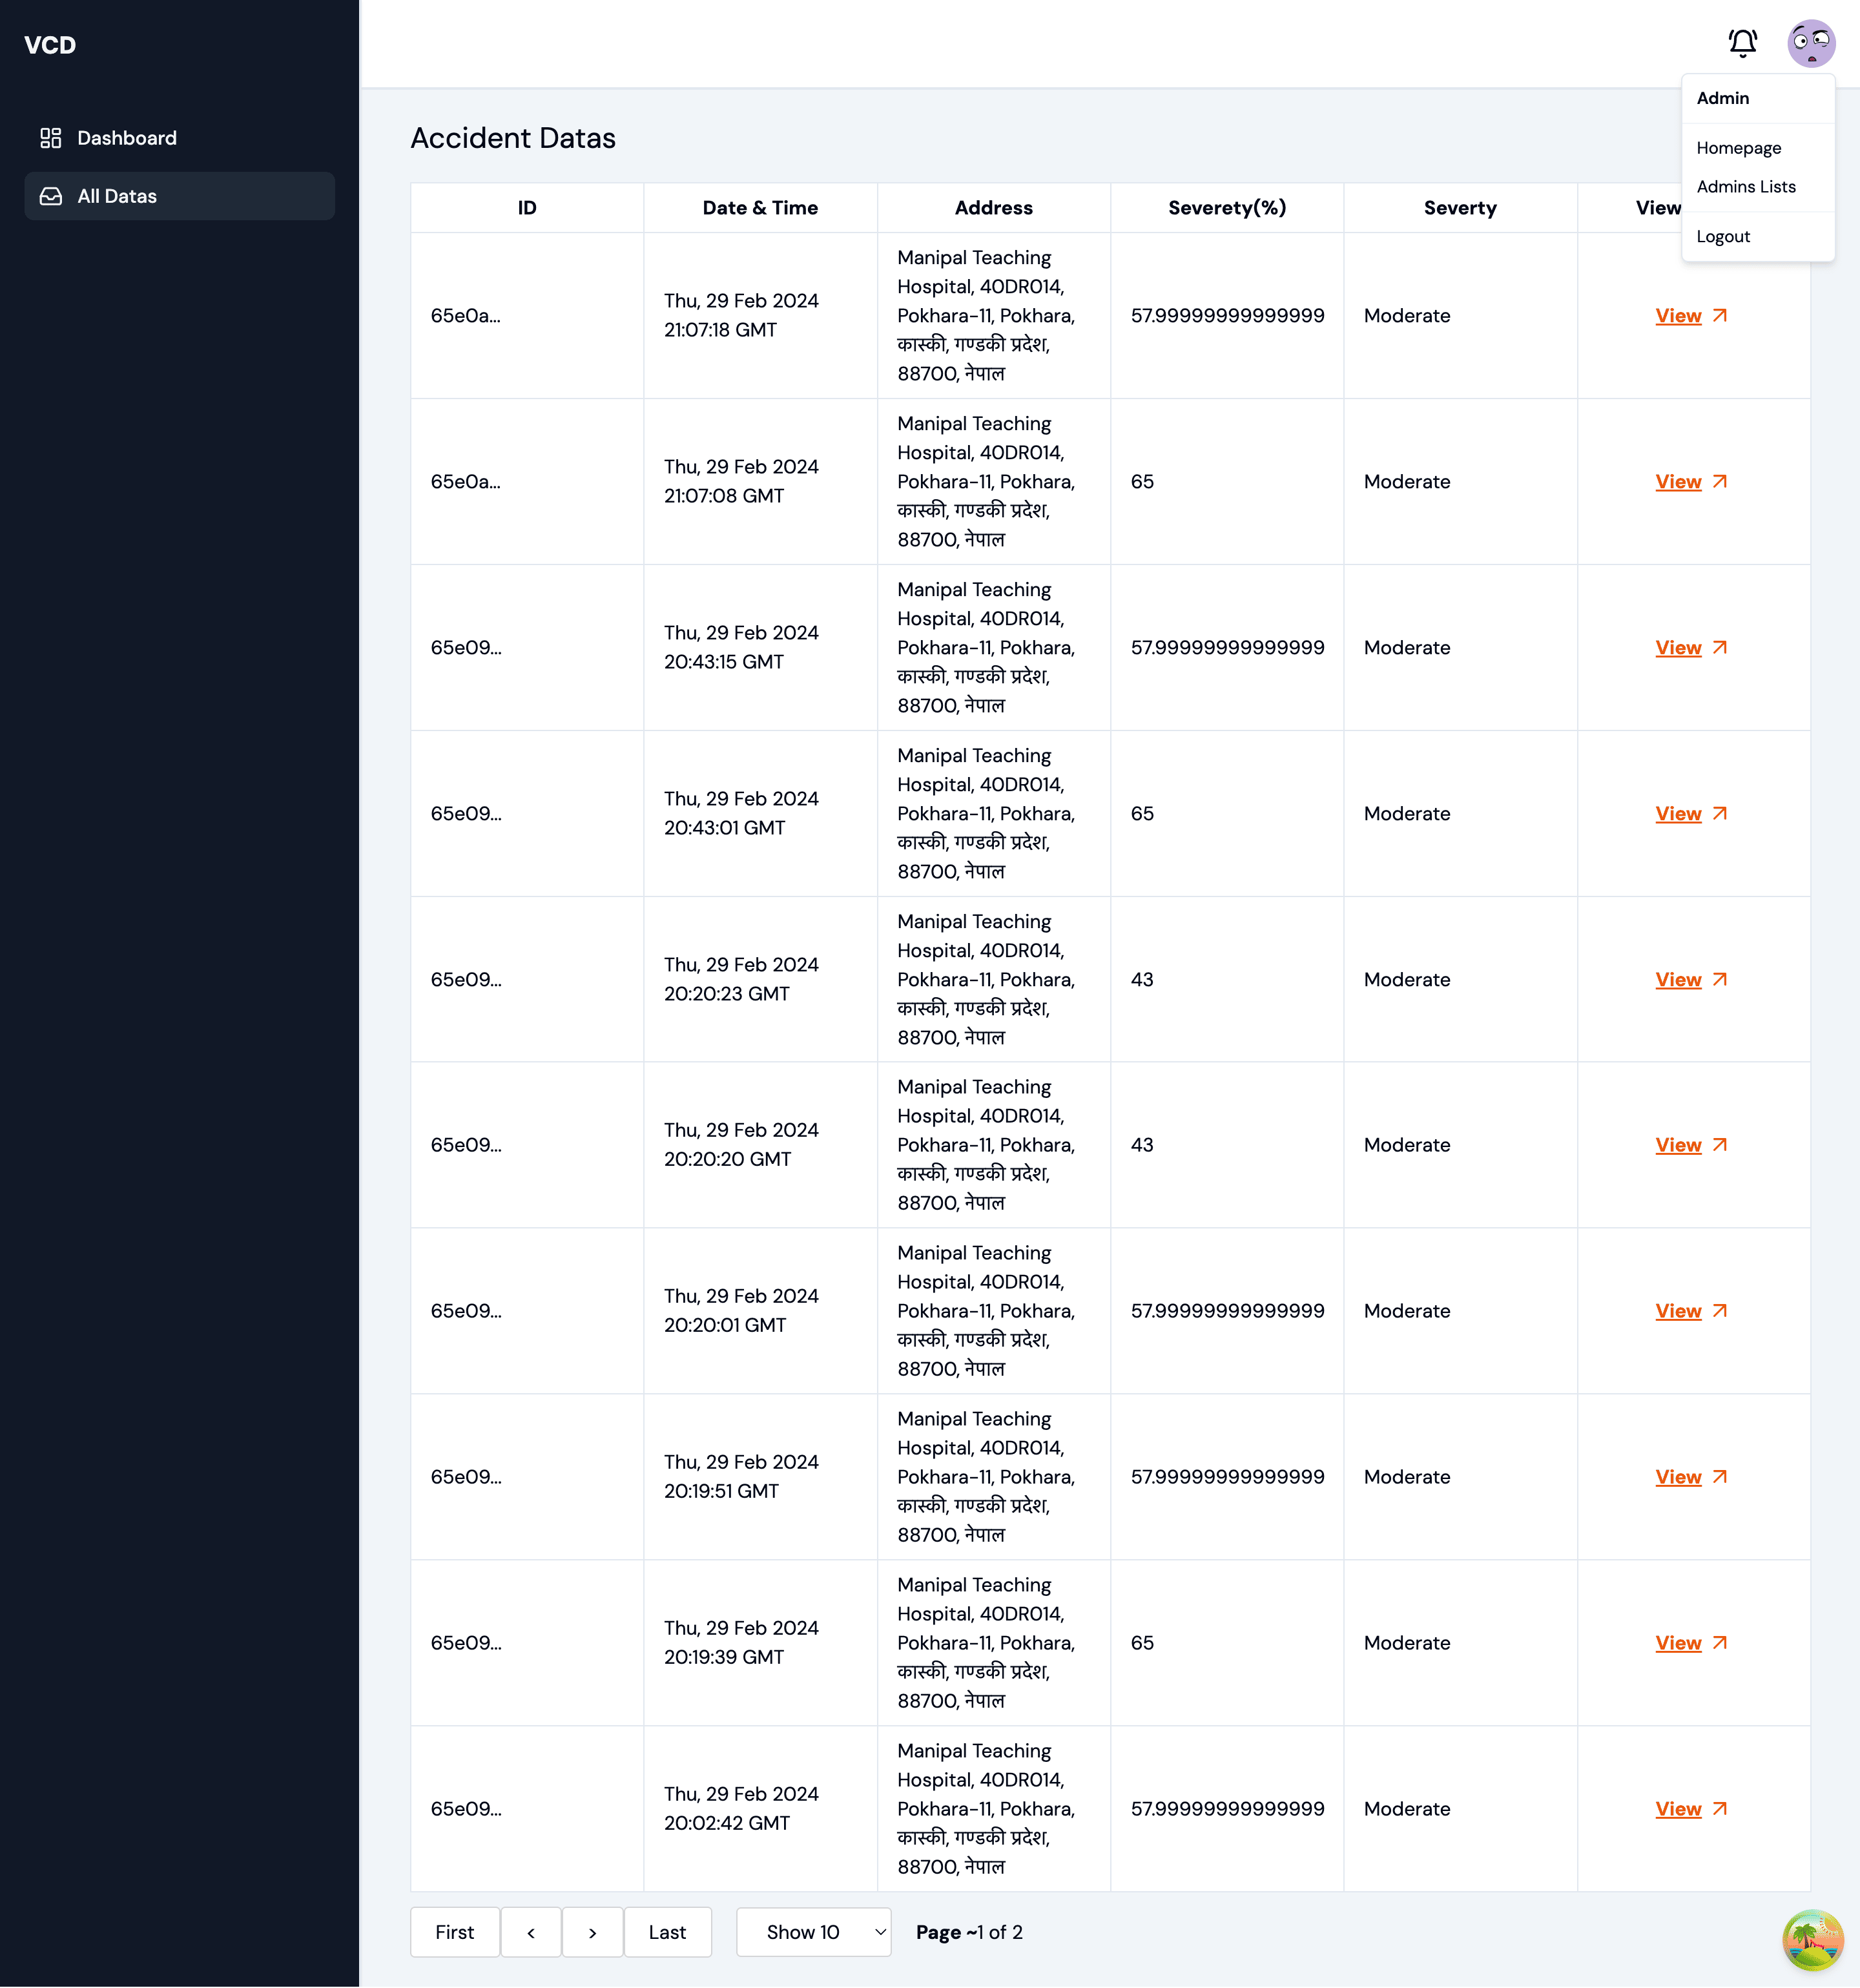 VCD
Dashboard
All Datas
Admin
Homepage
Admins Lists
Logout
Accident Datas
ID
Date & Time
Address
Severety(%)
Severty
View
65e0a...
Thu, 29 Feb 2024
21:07:18 GMT
Manipal Teaching
Hospital, 40DR014,
Pokhara-11, Pokhara,
कास्की, गण्डकी प्रदेश,
88700, नेपाल
57.99999999999999
Moderate
View
65e0a...
Thu, 29 Feb 2024
21:07:08 GMT
Manipal Teaching
Hospital, 40DR014,
Pokhara-11, Pokhara,
कास्की, गण्डकी प्रदेश,
88700, नेपाल
65
Moderate
View
65e09...
Thu, 29 Feb 2024
20:43:15 GMT
Manipal Teaching
Hospital, 40DR014,
Pokhara-11, Pokhara,
कास्की, गण्डकी प्रदेश,
88700, नेपाल
57.99999999999999
Moderate
View
65e09...
Thu, 29 Feb 2024
20:43:01 GMT
Manipal Teaching
Hospital, 40DR014,
Pokhara-11, Pokhara,
कास्की, गण्डकी प्रदेश,
88700, नेपाल
65
Moderate
View
65e09...
Thu, 29 Feb 2024
20:20:23 GMT
Manipal Teaching
Hospital, 40DR014,
Pokhara-11, Pokhara,
कास्की, गण्डकी प्रदेश,
88700, नेपाल
43
Moderate
View
65e09...
Thu, 29 Feb 2024
20:20:20 GMT
Manipal Teaching
Hospital, 40DR014,
Pokhara-11, Pokhara,
कास्की, गण्डकी प्रदेश,
88700, नेपाल
43
Moderate
View
65e09...
Thu, 29 Feb 2024
20:20:01 GMT
Manipal Teaching
Hospital, 40DR014,
Pokhara-11, Pokhara,
कास्की, गण्डकी प्रदेश,
88700, नेपाल
57.99999999999999
Moderate
View
65e09...
Thu, 29 Feb 2024
20:19:51 GMT
Manipal Teaching
Hospital, 40DR014,
Pokhara-11, Pokhara,
कास्की, गण्डकी प्रदेश,
88700, नेपाल
57.99999999999999
Moderate
View
65e09...
Thu, 29 Feb 2024
20:19:39 GMT
Manipal Teaching
Hospital, 40DR014,
Pokhara-11, Pokhara,
कास्की, गण्डकी प्रदेश,
88700, नेपाल
65
Moderate
View
65e09...
Thu, 29 Feb 2024
20:02:42 GMT
Manipal Teaching
Hospital, 40DR014,
Pokhara-11, Pokhara,
कास्की, गण्डकी प्रदेश,
88700, नेपाल
57.99999999999999
Moderate
View
First
<
>
Last
Show 10
Page ~1 of 2